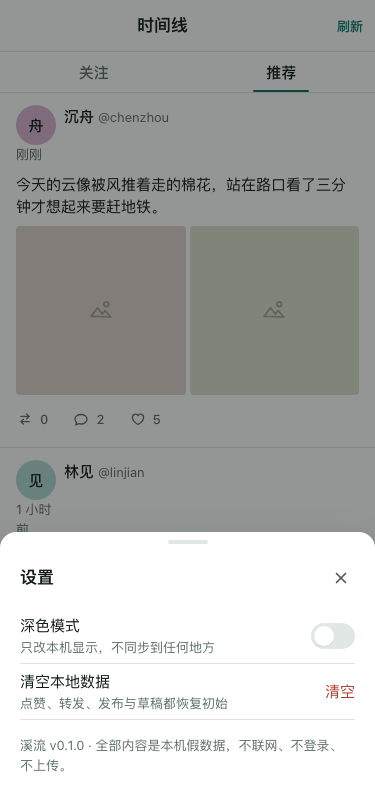 时间线
刷新
关注
推荐
舟
沉舟 @chenzhou
刚刚
今天的云像被风推着走的棉花，站在路口看了三分
钟才想起来要赶地铁。
0
2
5
见
林见 @linjian
1 小时
前
设置
深色模式
只改本机显示，不同步到任何地方
清空本地数据
点赞、转发、发布与草稿都恢复初始
清空
溪流 v0.1.0 · 全部内容是本机假数据，不联网、不登录、
不上传。